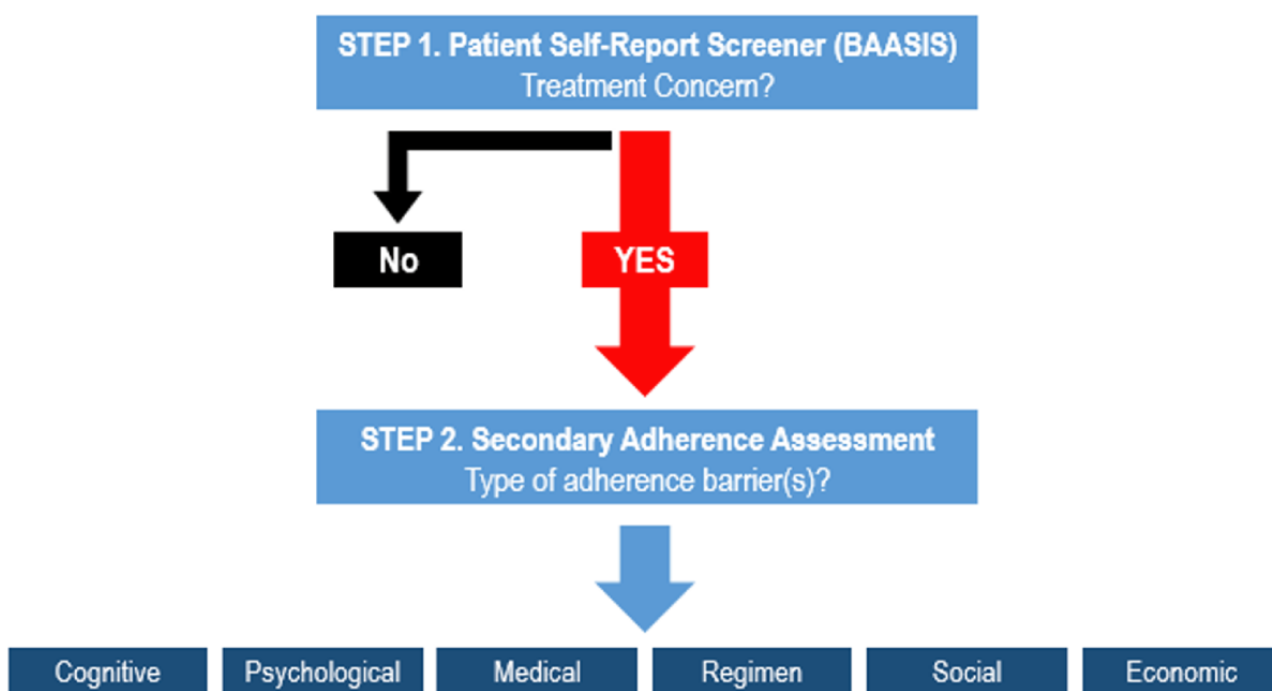 STEP 1. Patient Self-Report Screener (BAASIS)
Treatment Concern?
No
YES
STEP 2. Secondary Adherence Assessment
Type of adherence barrier(s)?
Cognitive
Psychological
Medical
Regimen
Social
Economic